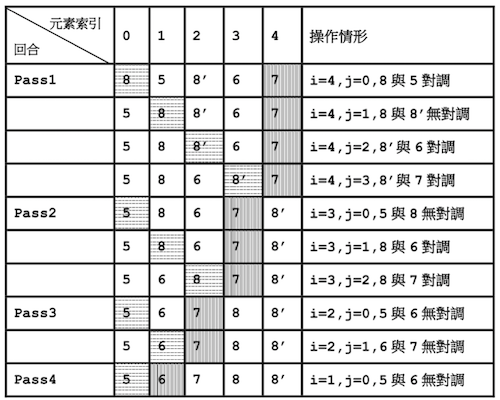 元素索引 0 1 2 3 4 操作情形
回合
Pass1 8 5 8′ 6 7 i=4,j=0,8 與 5 對調
5 8 8′ 6 7 i=4,j=1,8 與 8′無對調
5 8 8′ 6 7 i=4,j=2,8′與 6 對調
5 8 6 8′ 7 i=4,j=3,8′與 7 對調
Pass2 5 8 6 7 8′ i=3,j=0,5 與 8 無對調
5 8 6 7 8′ i=3,j=1,8 與 6 對調
5 6 8 7 8′ i=3,j=2,8 與 7 對調
Pass3 5 6 7 8 8′ i=2,j=0,5 與 6 無對調
5 6 7 8 8′ i=2,j=1,6 與 7 無對調
Pass4 5 6 7 8 8′ i=1,j=0,5 與 6 無對調